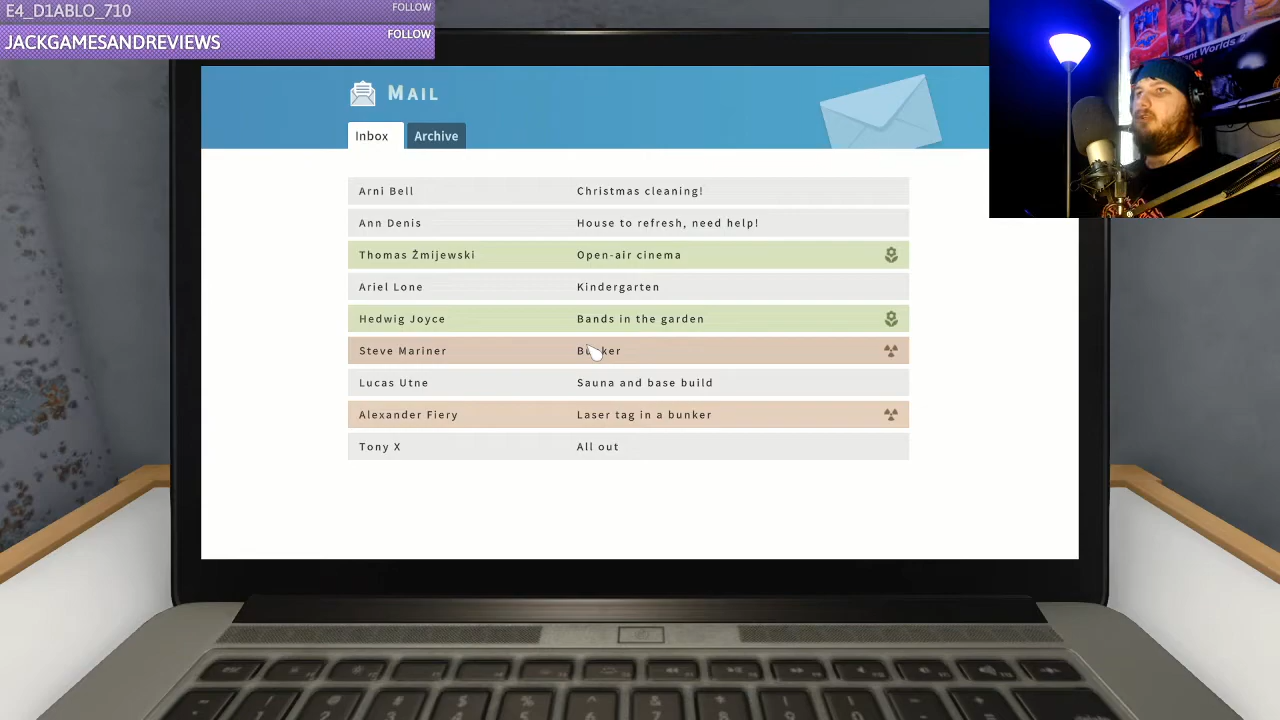 E4_D1ABLO_710 FOLLOW
JACKGAMESANDREVIEWS FOLLOW
MAIL
Inbox Archive
Arni Bell Christmas cleaning!
Ann Denis House to refresh, need help!
Thomas Żmijewski Open-air cinema
Ariel Lone Kindergarten
Hedwig Joyce Bands in the garden
Steve Mariner Bunker
Lucas Utne Sauna and base build
Alexander Fiery Laser tag in a bunker
Tony X All out